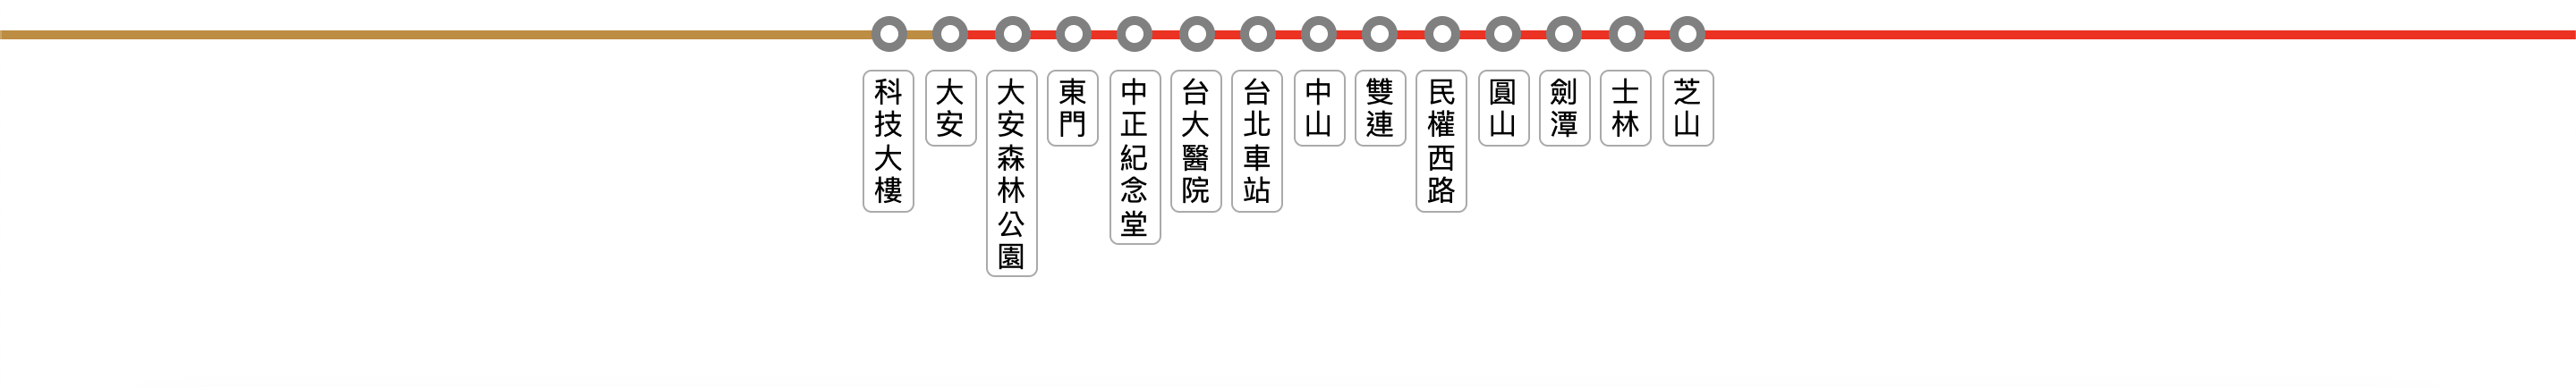 科技大樓
大安
大安森林公園
東門
中正紀念堂
台大醫院
台北車站
中山
雙連
民權西路
圓山
劍潭
士林
芝山